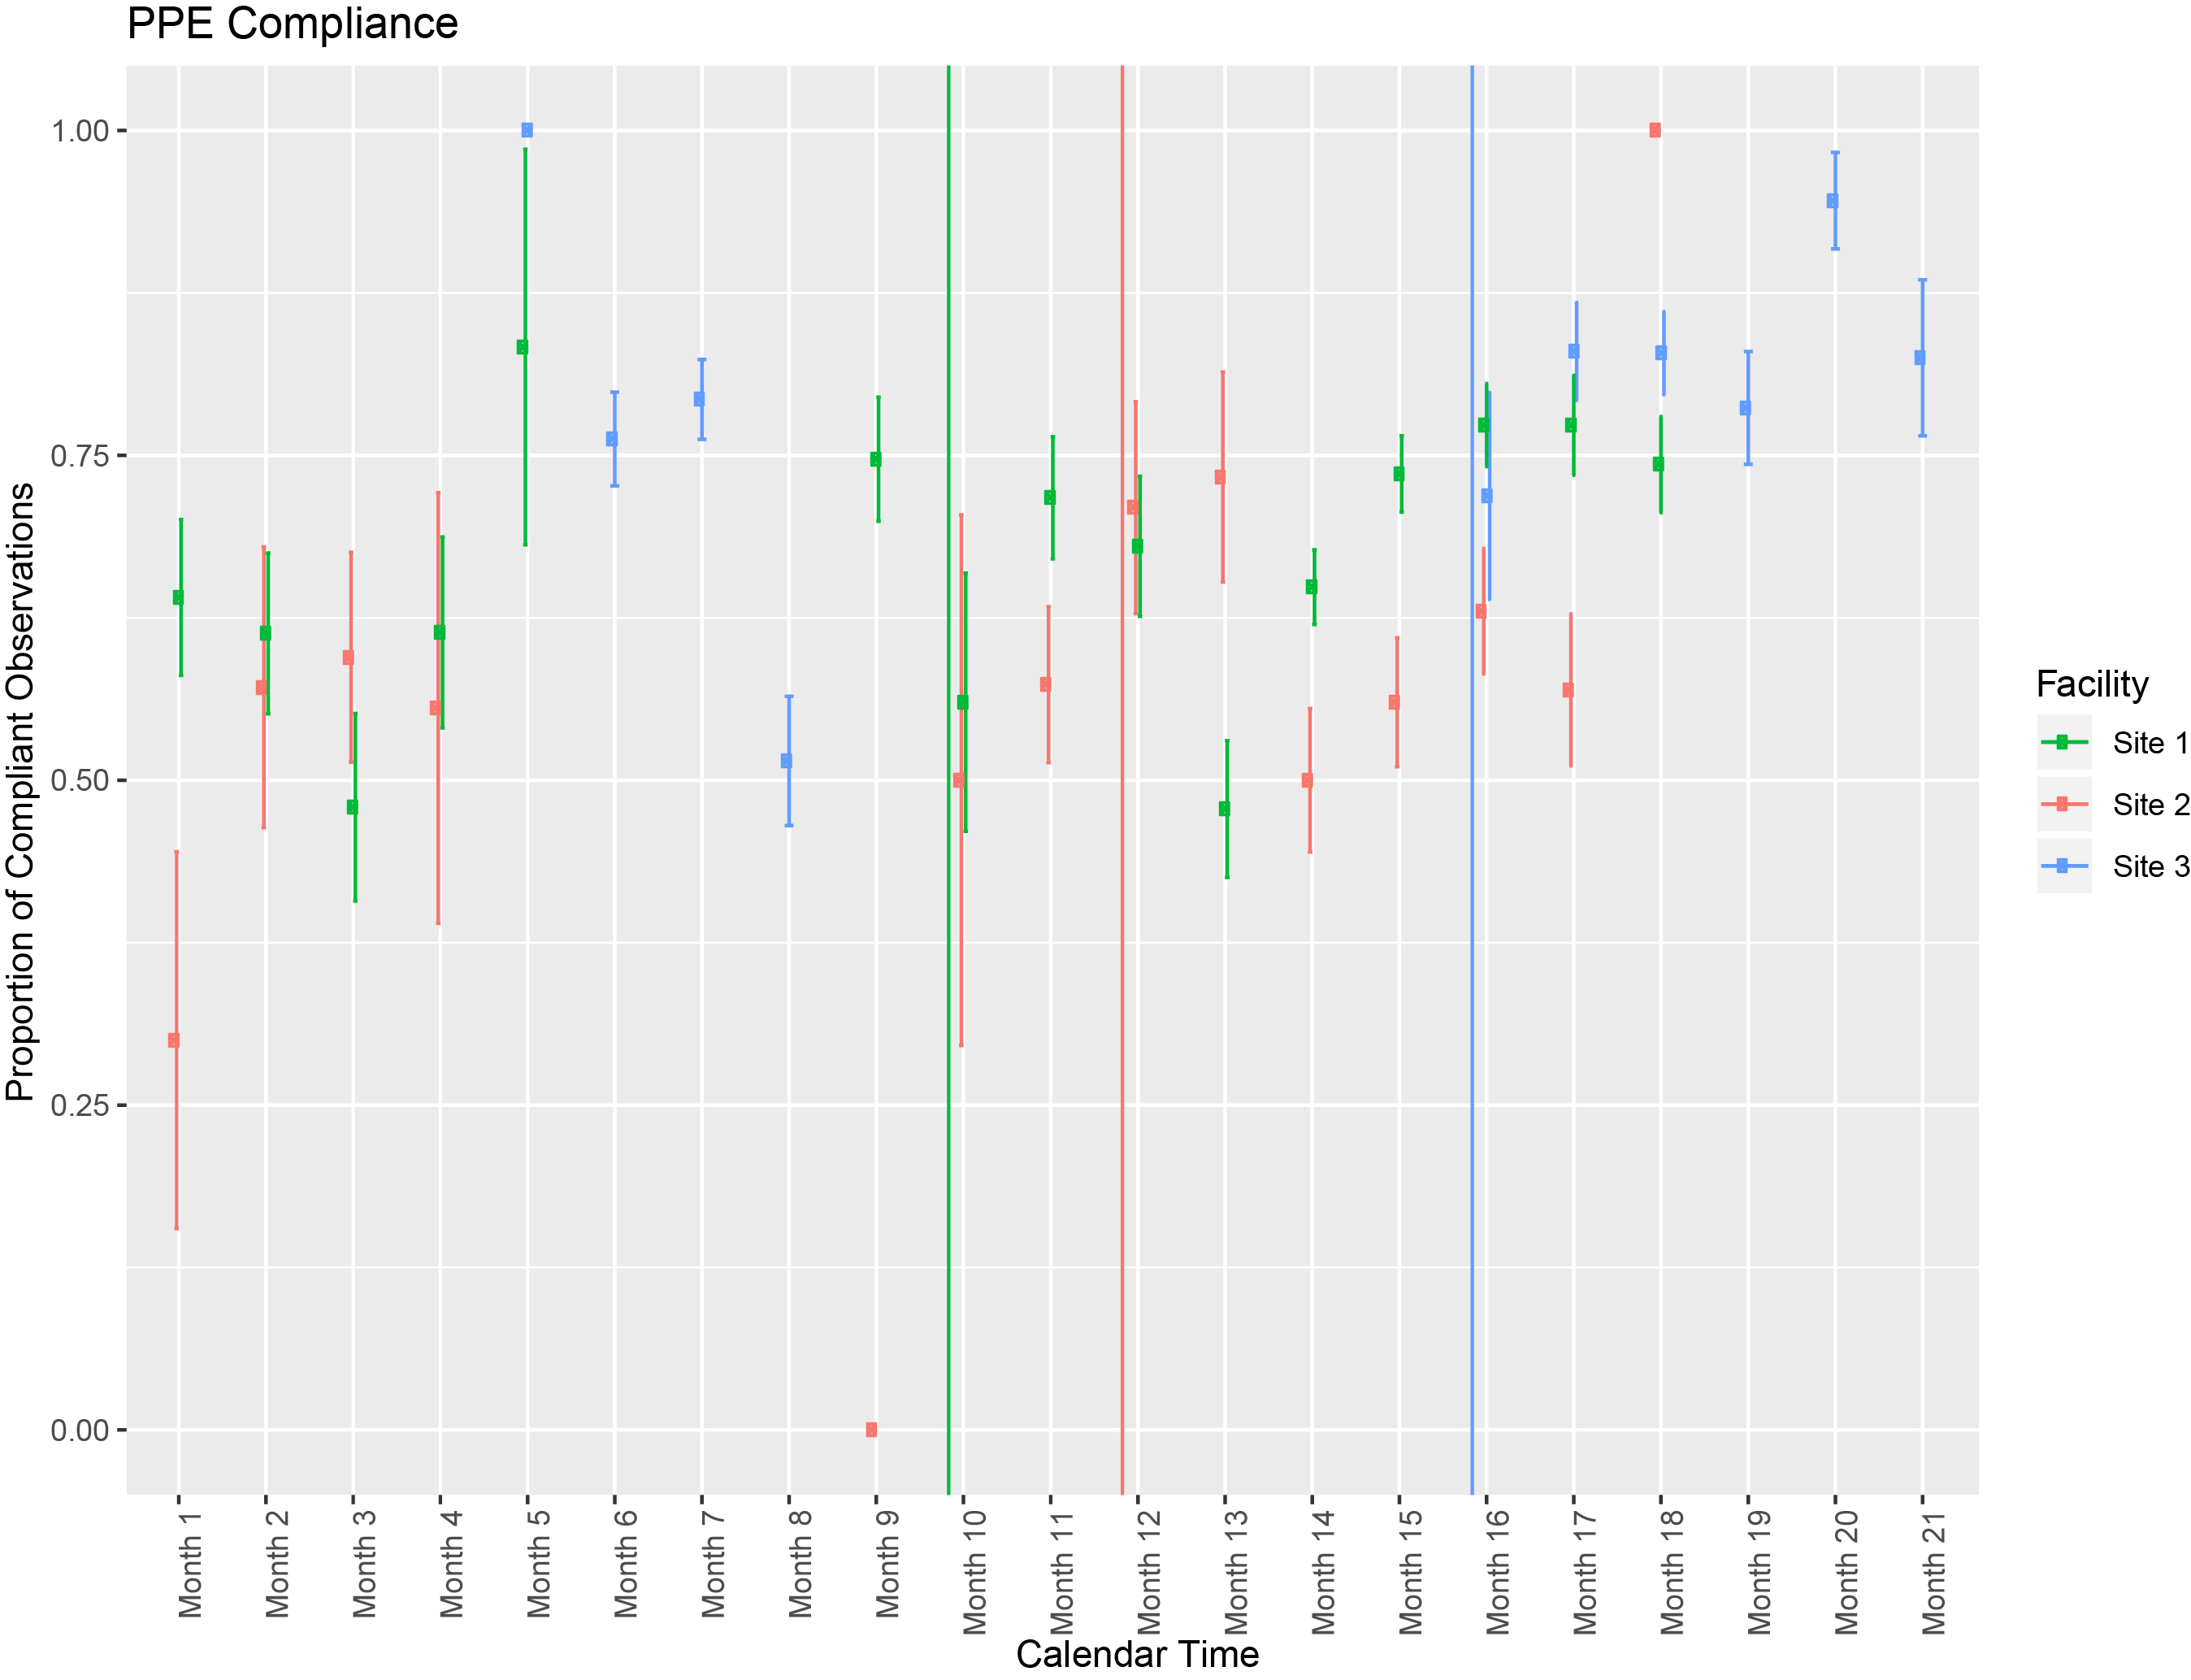 PPE Compliance
Proportion of Compliant Observations
1.00
0.75
0.50
0.25
0.00
Month 1
Month 2
Month 3
Month 4
Month 5
Month 6
Month 7
Month 8
Month 9
Month 10
Month 11
Month 12
Month 13
Month 14
Month 15
Month 16
Month 17
Month 18
Month 19
Month 20
Month 21
Calendar Time
Facility
Site 1
Site 2
Site 3